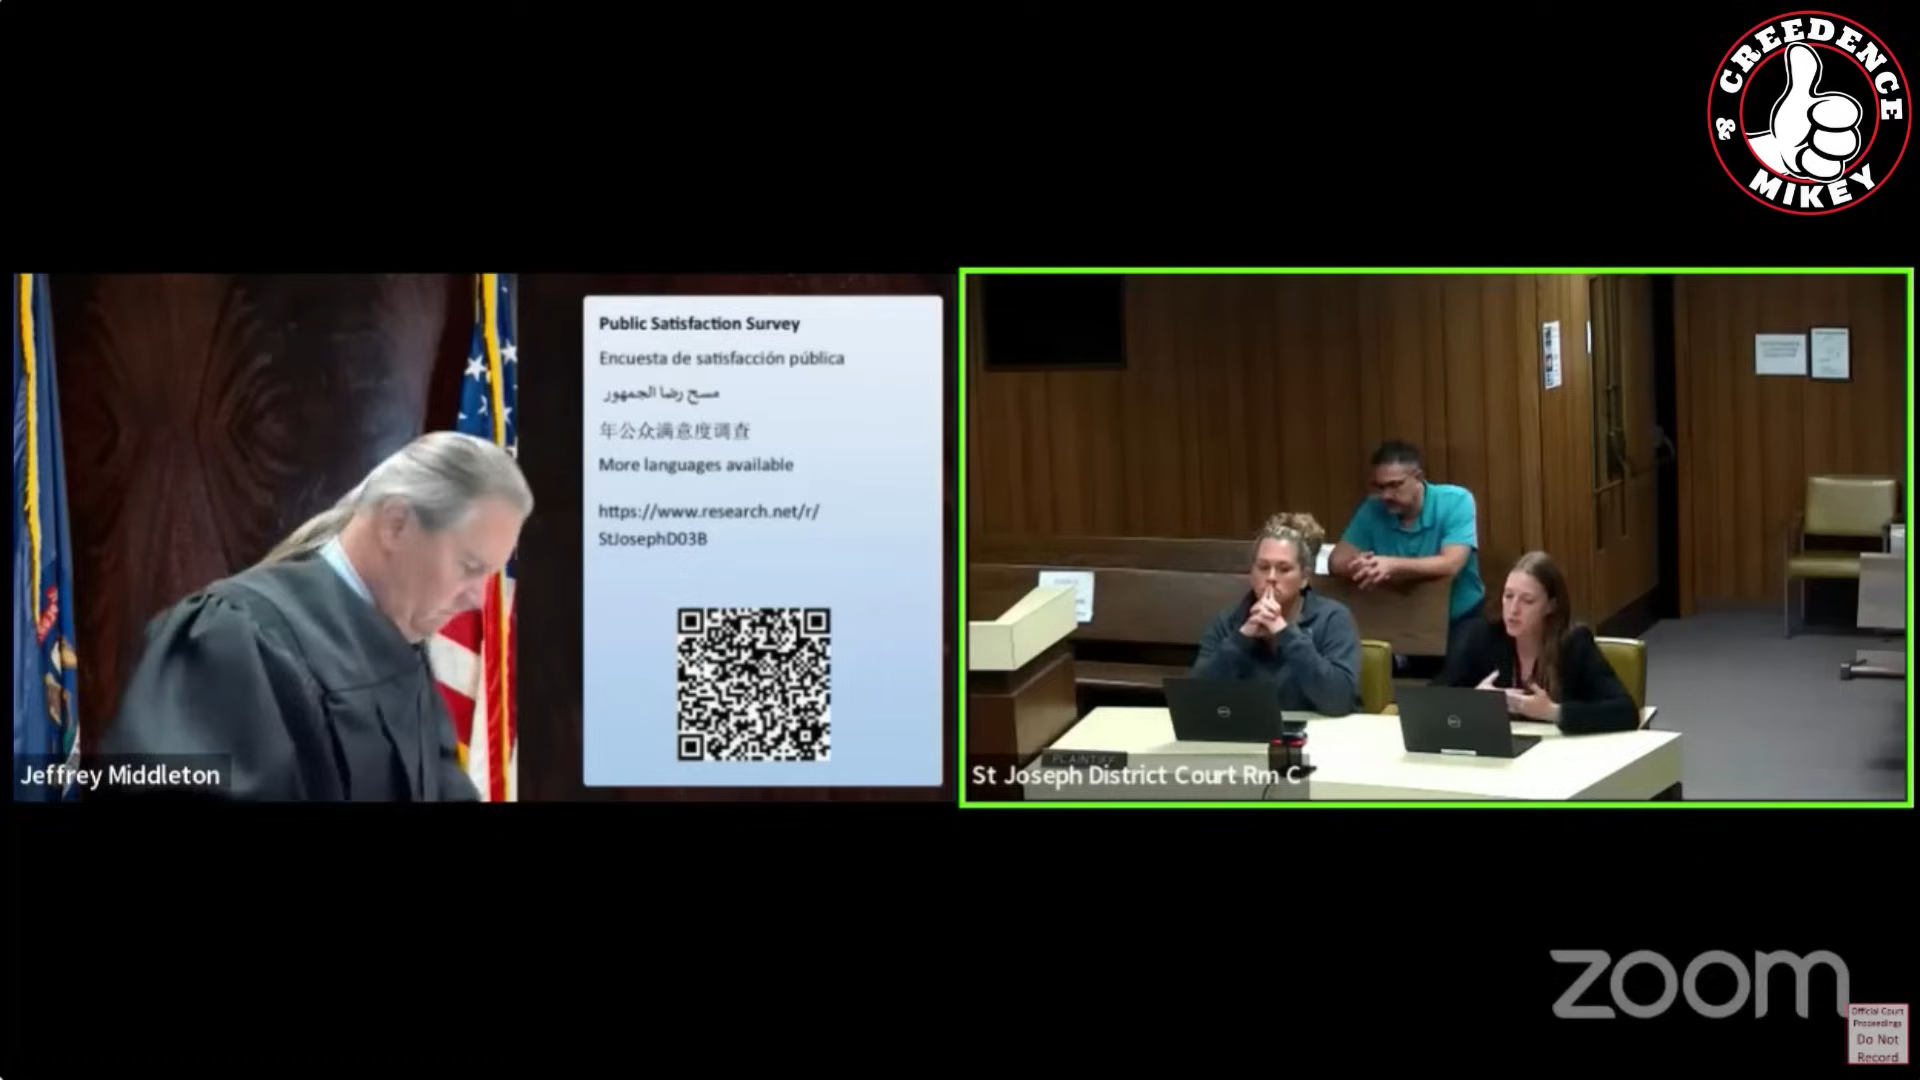 & CREEDENCE
MIKEY
Public Satisfaction Survey
Encuesta de satisfacción pública
مسح رضا الجمهور
年公众满意度调查
More languages available
https://www.research.net/r/
StJosephD03B
Jeffrey Middleton
PLAINTIFF
St Joseph District Court Rm C
zoom
Official Court
Proceedings
Do Not
Record